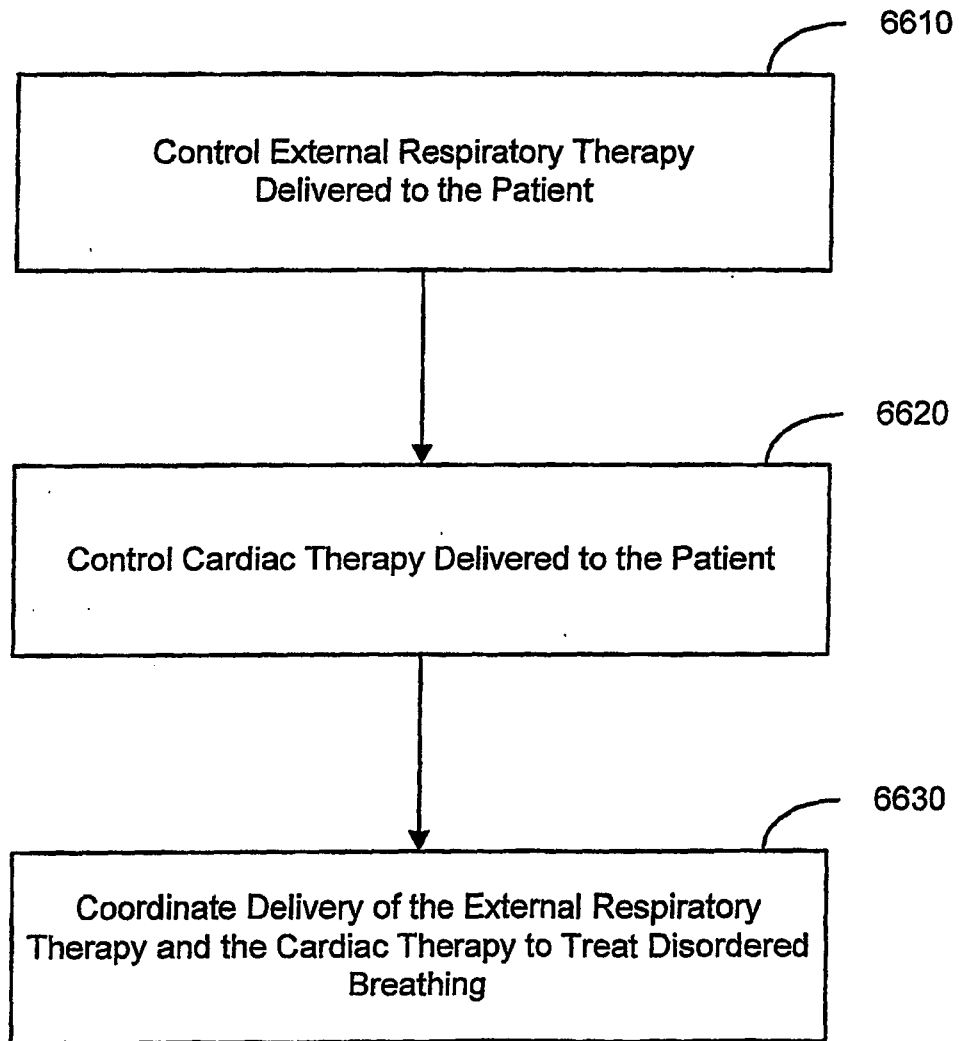 6610
Control External Respiratory Therapy
Delivered to the Patient
6620
Control Cardiac Therapy Delivered to the Patient
6630
Coordinate Delivery of the External Respiratory
Therapy and the Cardiac Therapy to Treat Disordered
Breathing